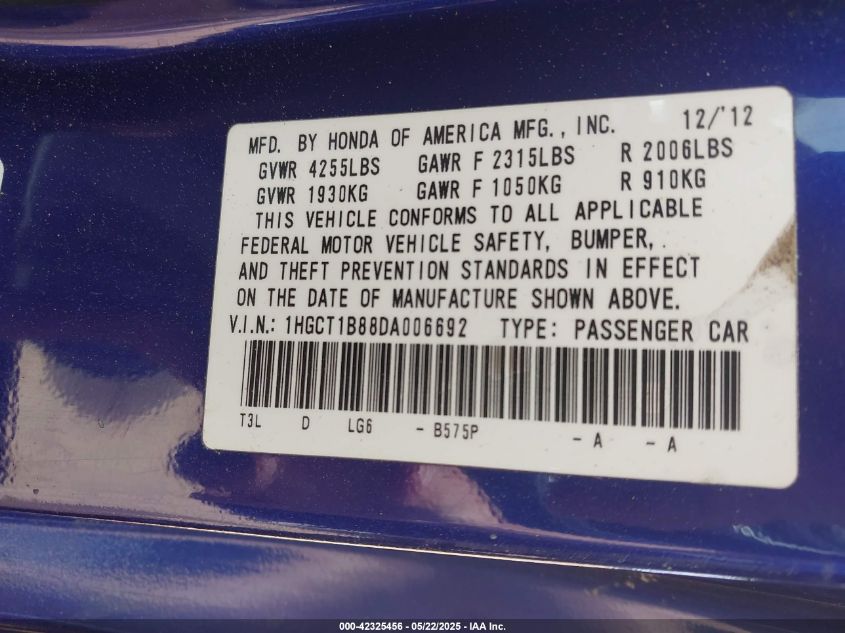 MFD. BY HONDA OF AMERICA MFG., INC. 12/'12
GVWR 4255LBS GAWR F 2315LBS R 2006LBS
GVWR 1930KG GAWR F 1050KG R 910KG
THIS VEHICLE CONFORMS TO ALL APPLICABLE
FEDERAL MOTOR VEHICLE SAFETY, BUMPER,
AND THEFT PREVENTION STANDARDS IN EFFECT
ON THE DATE OF MANUFACTURE SHOWN ABOVE.
V.I.N.: 1HGCT1B88DA006692 TYPE: PASSENGER CAR
T3L D LG6 - B575P - A - A
000-42325456 - 05/22/2025 - IAA Inc.